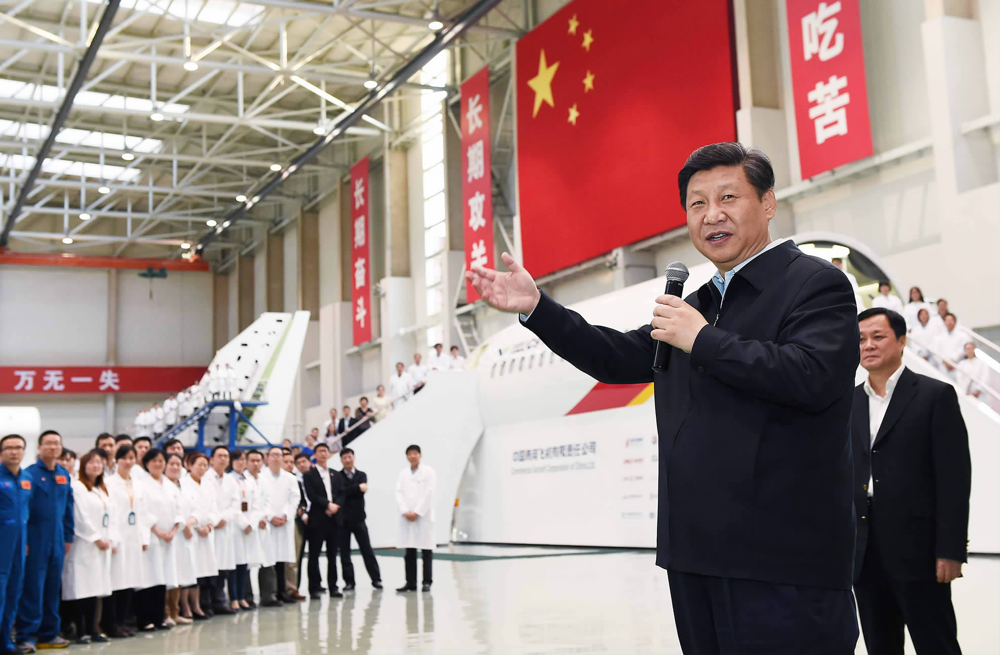 吃苦
长期攻关
长期奋斗
万无一失
中国商用飞机有限责任公司
Commercial Aircraft Corporation of China,Ltd.